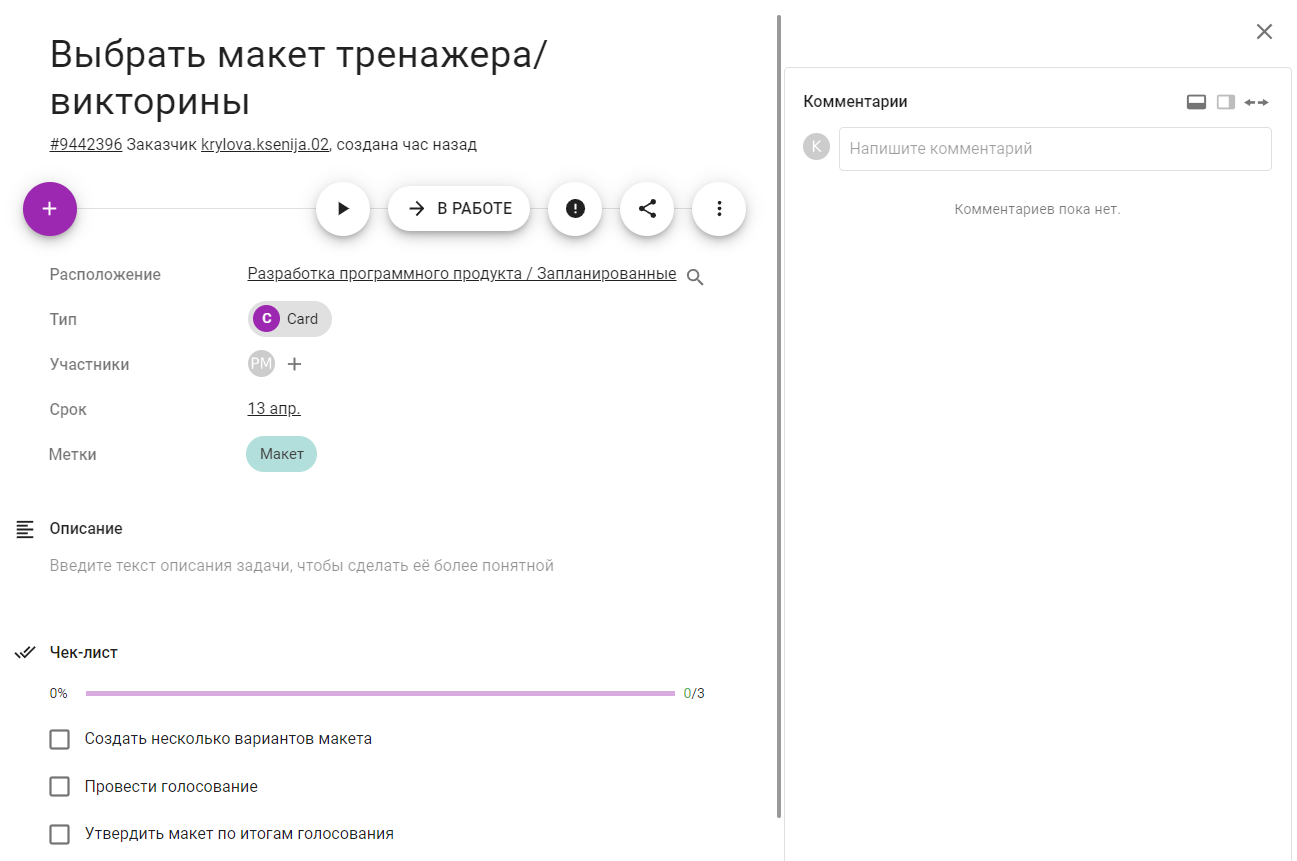 Выбрать макет тренажера/
викторины
#9442396 Заказчик krylova.ksenija.02, создана час назад
В РАБОТЕ
Расположение
Разработка программного продукта / Запланированные
Тип
C Card
Участники
PM
Срок
13 апр.
Метки
Макет
Описание
Введите текст описания задачи, чтобы сделать её более понятной
Чек-лист
0%
0/3
Создать несколько вариантов макета
Провести голосование
Утвердить макет по итогам голосования
Комментарии
K
Напишите комментарий
Комментариев пока нет.